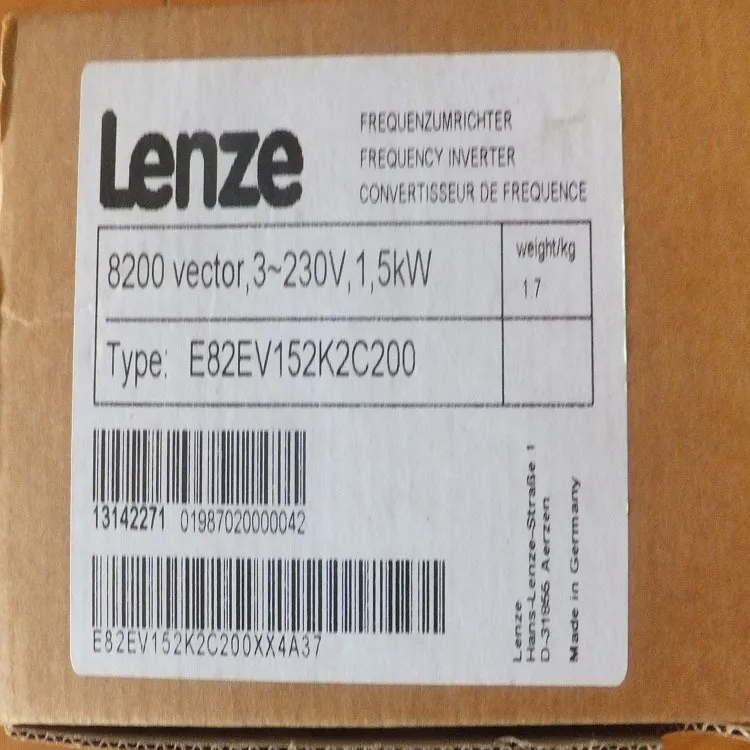 Lenze
FREQUENZUMRICHTER
FREQUENCY INVERTER
CONVERTISSEUR DE FREQUENCE
8200 vector,3~230V,1,5kW
weight/kg
1.7
Type: E82EV152K2C200
13142271 01987020000042
E82EV152K2C200XX4A37
Lenze
Hans-Lenze-Straße 1
D-31855 Aerzen
Made in Germany